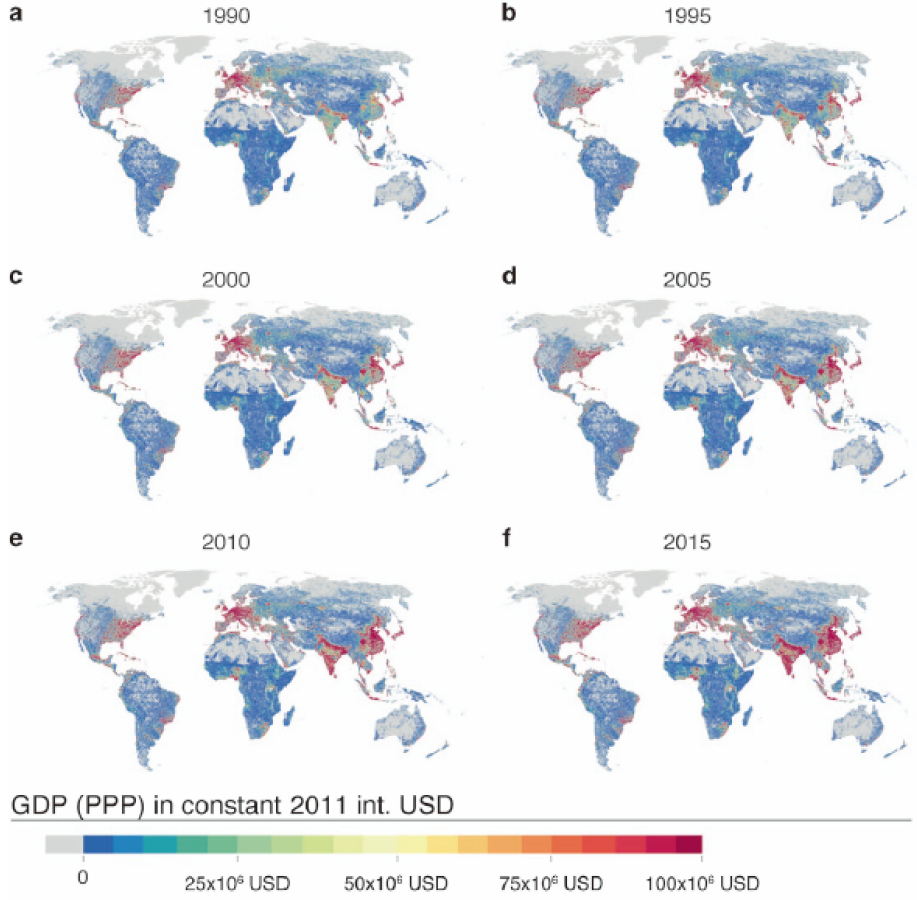 a 1990
b 1995
c 2000
d 2005
e 2010
f 2015
GDP (PPP) in constant 2011 int. USD
0 25x10⁶ USD 50x10⁶ USD 75x10⁶ USD 100x10⁶ USD